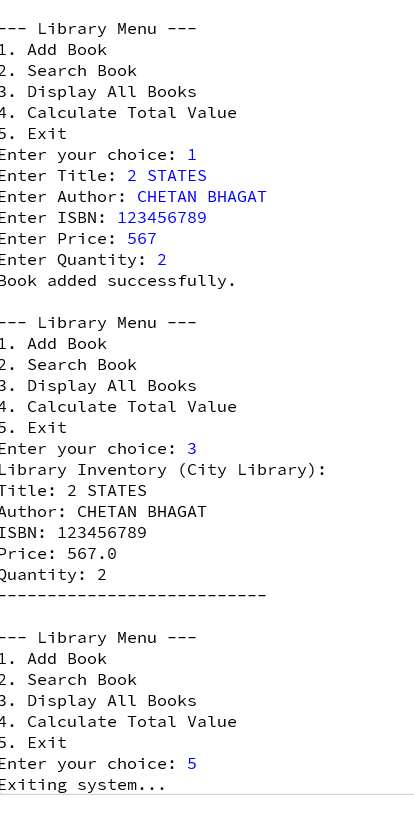 --- Library Menu ---
1. Add Book
2. Search Book
3. Display All Books
4. Calculate Total Value
5. Exit
Enter your choice: 1
Enter Title: 2 STATES
Enter Author: CHETAN BHAGAT
Enter ISBN: 123456789
Enter Price: 567
Enter Quantity: 2
Book added successfully.

--- Library Menu ---
1. Add Book
2. Search Book
3. Display All Books
4. Calculate Total Value
5. Exit
Enter your choice: 3
Library Inventory (City Library):
Title: 2 STATES
Author: CHETAN BHAGAT
ISBN: 123456789
Price: 567.0
Quantity: 2
---------------------------

--- Library Menu ---
1. Add Book
2. Search Book
3. Display All Books
4. Calculate Total Value
5. Exit
Enter your choice: 5
Exiting system...